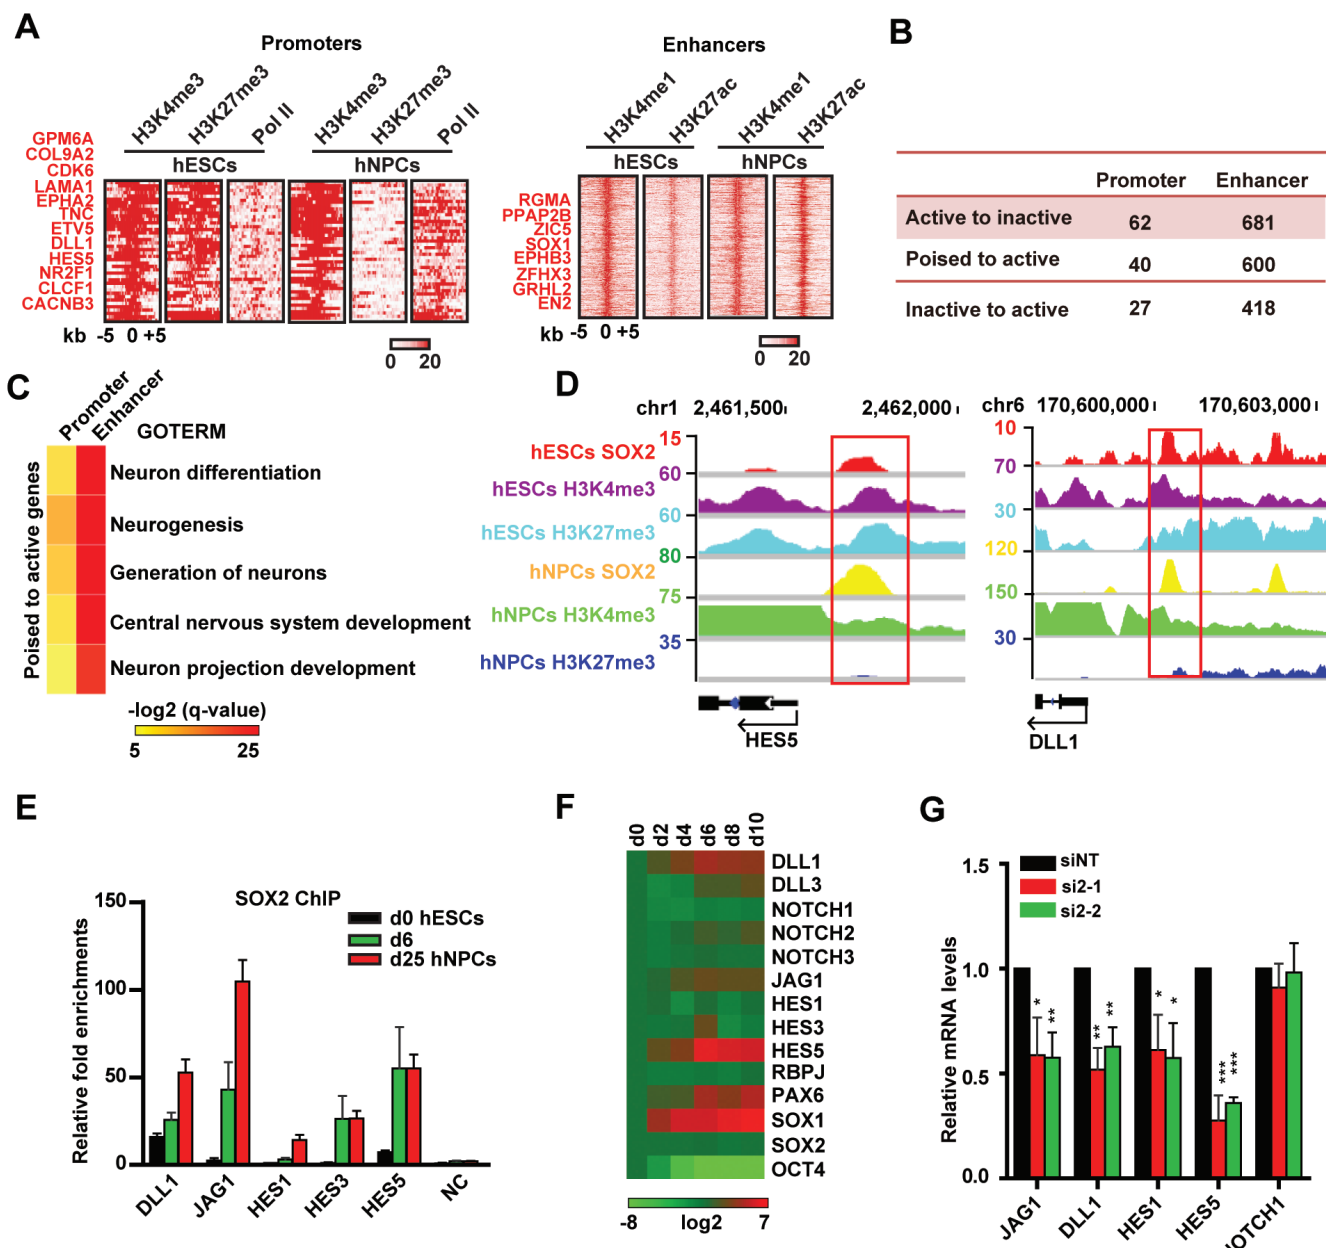 A
Promoters
H3K4me3
H3K27me3
Pol II
H3K4me3
H3K27me3
Pol II
hESCs
hNPCs
GPM6A
COL9A2
CDK6
LAMA1
EPHA2
TNC
ETV5
DLL1
HES5
NR2F1
CLCF1
CACNB3
kb -5 0 +5
0 20
Enhancers
H3K4me1
H3K27ac
H3K4me1
H3K27ac
hESCs
hNPCs
RGMA
PPAP2B
ZIC5
SOX1
EPHB3
ZFHX3
GRHL2
EN2
kb -5 0 +5
0 20
B
Promoter Enhancer
Active to inactive 62 681
Poised to active 40 600
Inactive to active 27 418
C
Promoter
Enhancer
GOTERM
Poised to active genes
Neuron differentiation
Neurogenesis
Generation of neurons
Central nervous system development
Neuron projection development
-log2 (q-value)
5 25
D
chr1 2,461,500 2,462,000
15
hESCs SOX2
60
hESCs H3K4me3
60
hESCs H3K27me3
80
hNPCs SOX2
75
hNPCs H3K4me3
35
hNPCs H3K27me3
HES5
chr6 170,600,000 170,603,000
10
70
30
120
150
30
DLL1
E
SOX2 ChIP
d0 hESCs
d6
d25 hNPCs
Relative fold enrichments
150
100
50
0
DLL1
JAG1
HES1
HES3
HES5
NC
F
d0
d2
d4
d6
d8
d10
DLL1
DLL3
NOTCH1
NOTCH2
NOTCH3
JAG1
HES1
HES3
HES5
RBPJ
PAX6
SOX1
SOX2
OCT4
-8 log2 7
G
siNT
si2-1
si2-2
Relative mRNA levels
1.5
1.0
0.5
0.0
*
**
**
**
*
*
***
***
JAG1
DLL1
HES1
HES5